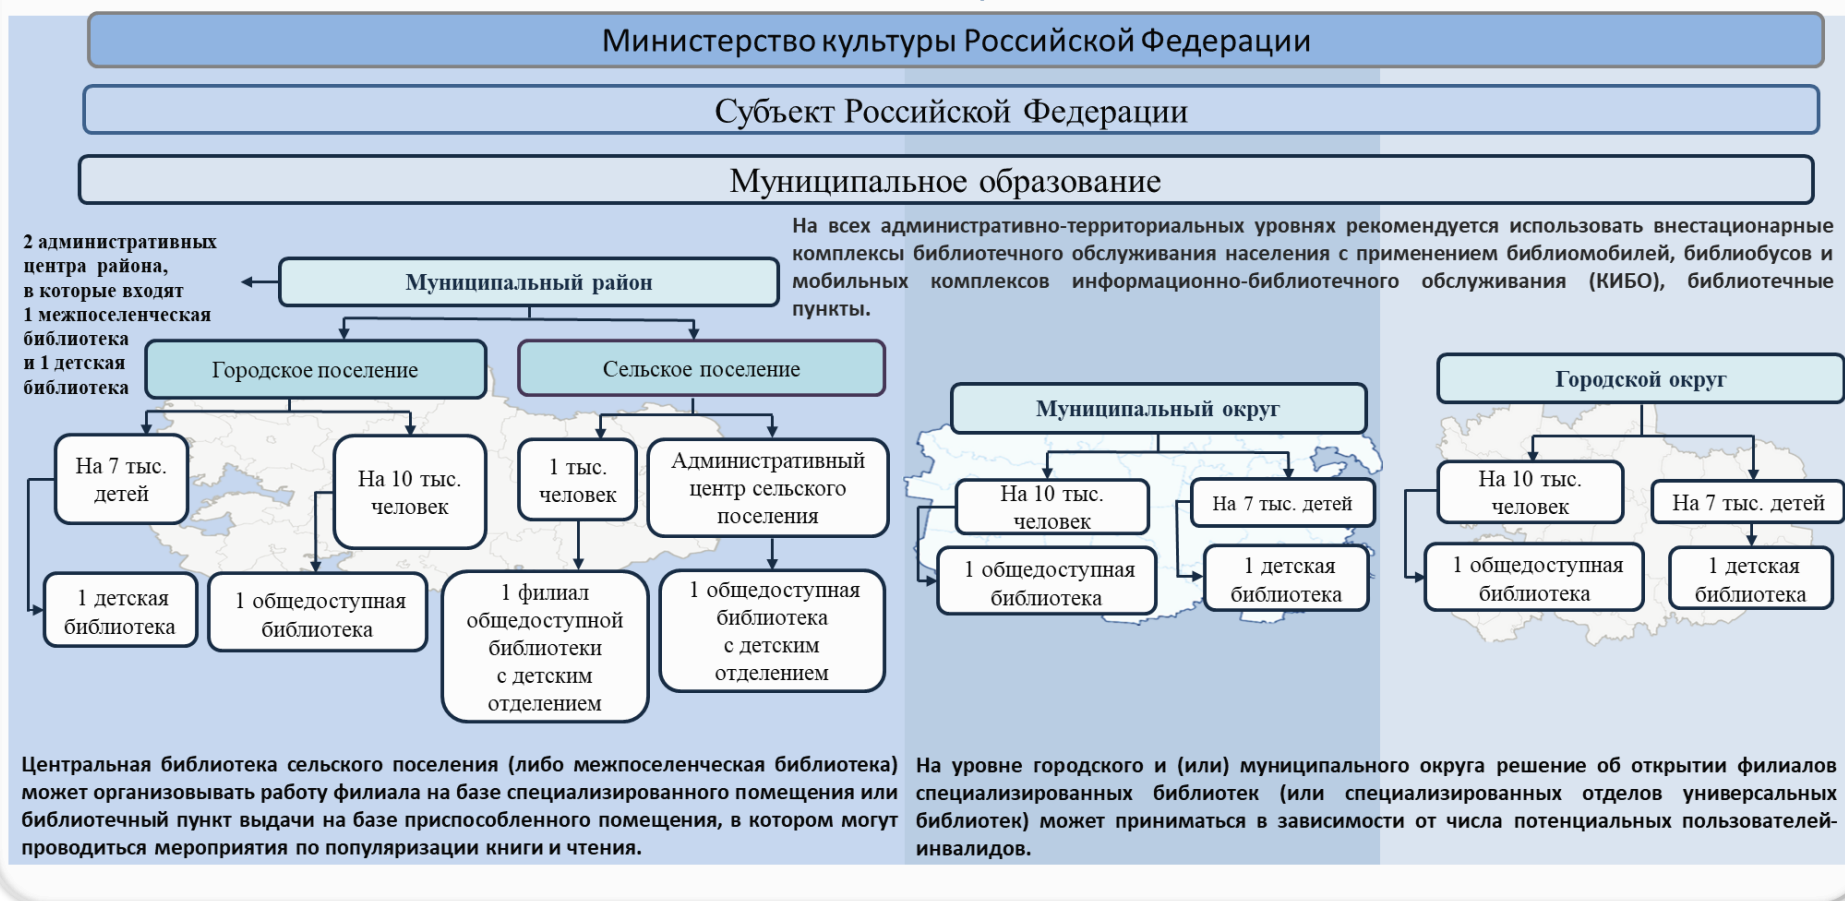 Министерство культуры Российской Федерации
Субъект Российской Федерации
Муниципальное образование
На всех административно-территориальных уровнях рекомендуется использовать внестационарные
комплексы библиотечного обслуживания населения с применением библиомобилей, библиобусов и
мобильных комплексов информационно-библиотечного обслуживания (КИБО), библиотечные
пункты.
2 административных
центра района,
в которые входят
1 межпоселенческая
библиотека
и 1 детская
библиотека
Муниципальный район
Городское поселение
Сельское поселение
На 7 тыс.
детей
На 10 тыс.
человек
1 тыс.
человек
Административный
центр сельского
поселения
1 детская
библиотека
1 общедоступная
библиотека
1 филиал
общедоступной
библиотеки
с детским
отделением
1 общедоступная
библиотека
с детским
отделением
Муниципальный округ
На 10 тыс.
человек
На 7 тыс. детей
1 общедоступная
библиотека
1 детская
библиотека
Городской округ
На 10 тыс.
человек
На 7 тыс. детей
1 общедоступная
библиотека
1 детская
библиотека
Центральная библиотека сельского поселения (либо межпоселенческая библиотека)
может организовывать работу филиала на базе специализированного помещения или
библиотечный пункт выдачи на базе приспособленного помещения, в котором могут
проводиться мероприятия по популяризации книги и чтения.
На уровне городского и (или) муниципального округа решение об открытии филиалов
специализированных библиотек (или специализированных отделов универсальных
библиотек) может приниматься в зависимости от числа потенциальных пользователей-
инвалидов.